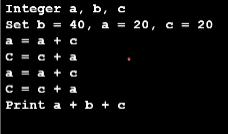 Integer a, b, c
Set b = 40, a = 20, c = 20
a = a + c
C = c + a
a = a + c
C = c + a
Print a + b + c